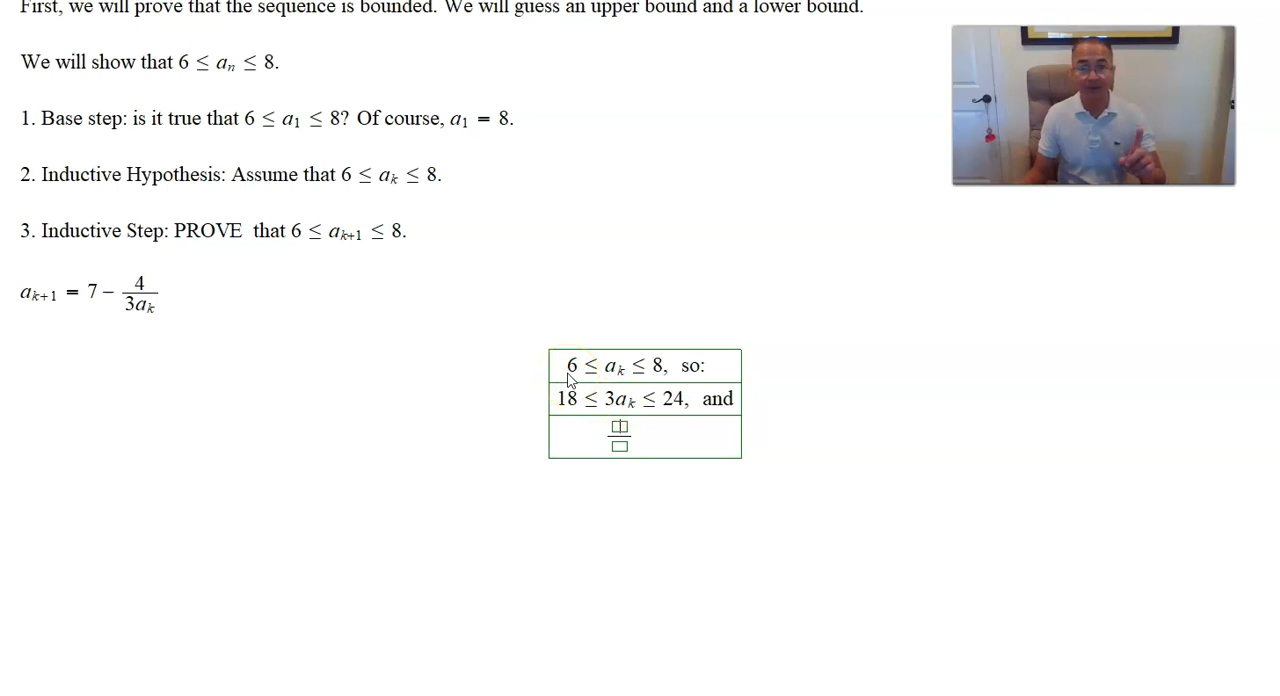 First, we will prove that the sequence is bounded. We will guess an upper bound and a lower bound.
We will show that 6 ≤ aₙ ≤ 8.
1. Base step: is it true that 6 ≤ a₁ ≤ 8? Of course, a₁ = 8.
2. Inductive Hypothesis: Assume that 6 ≤ aₖ ≤ 8.
3. Inductive Step: PROVE that 6 ≤ aₖ₊₁ ≤ 8.
aₖ₊₁ = 7 − 4/(3aₖ)
6 ≤ aₖ ≤ 8, so:
18 ≤ 3aₖ ≤ 24, and